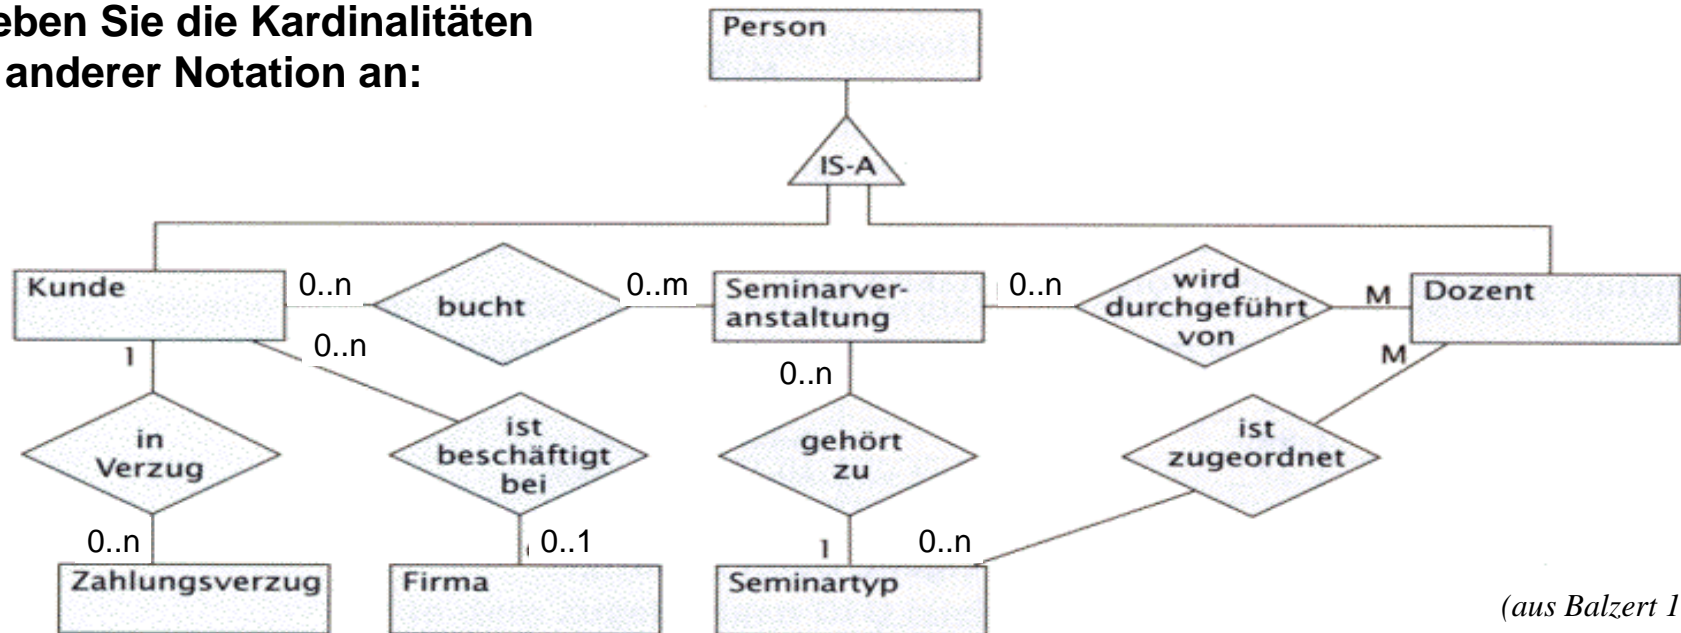 eben Sie die Kardinalitäten
anderer Notation an:
Person
IS-A
Kunde
0..n
bucht
0..m
Seminarver-
anstaltung
0..n
wird
durchgeführt
von
M
Dozent
1
0..n
0..n
M
in
Verzug
ist
beschäftigt
bei
gehört
zu
ist
zugeordnet
0..n
0..1
1
0..n
Zahlungsverzug
Firma
Seminartyp
(aus Balzert 1